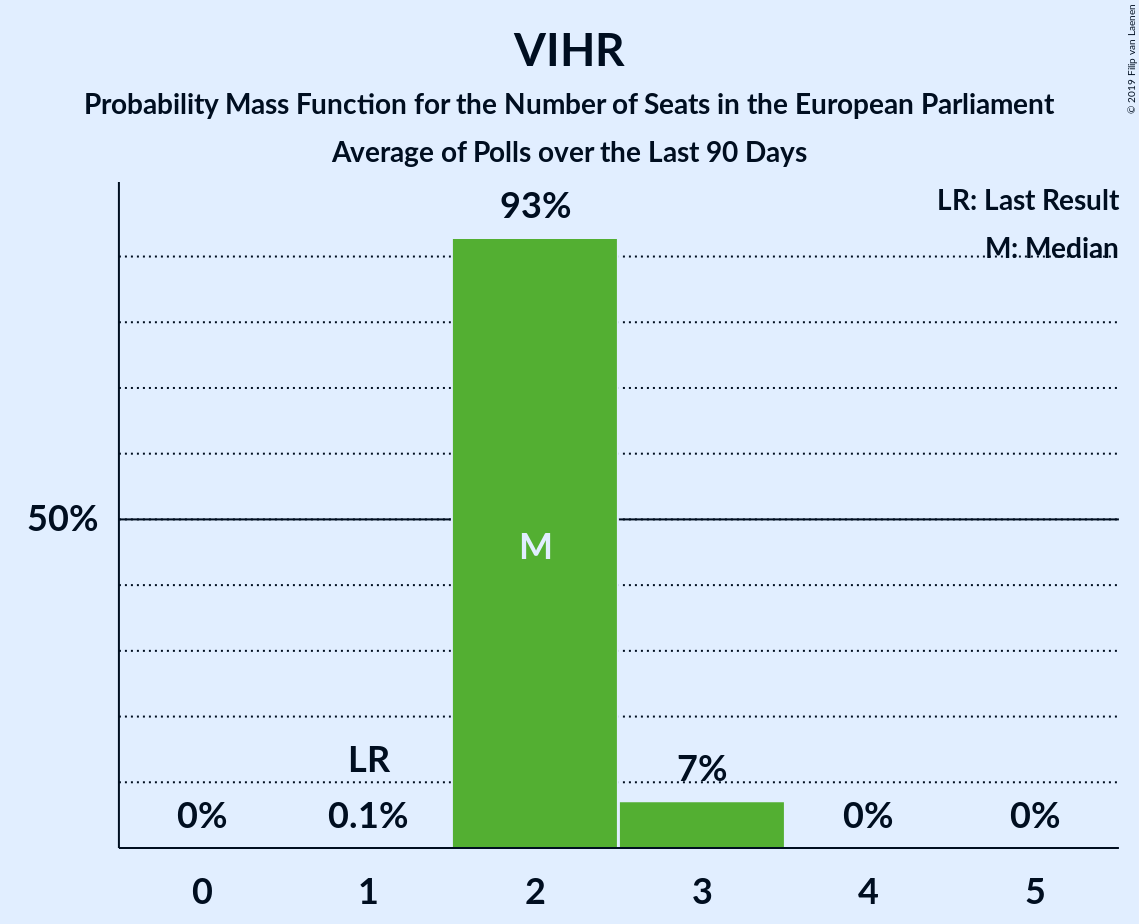 VIHR
Probability Mass Function for the Number of Seats in the European Parliament
Average of Polls over the Last 90 Days
© 2019 Filip van Laenen
LR: Last Result
M: Median
93%
50%
M
LR
7%
0%
0.1%
0%
0%
0
1
2
3
4
5